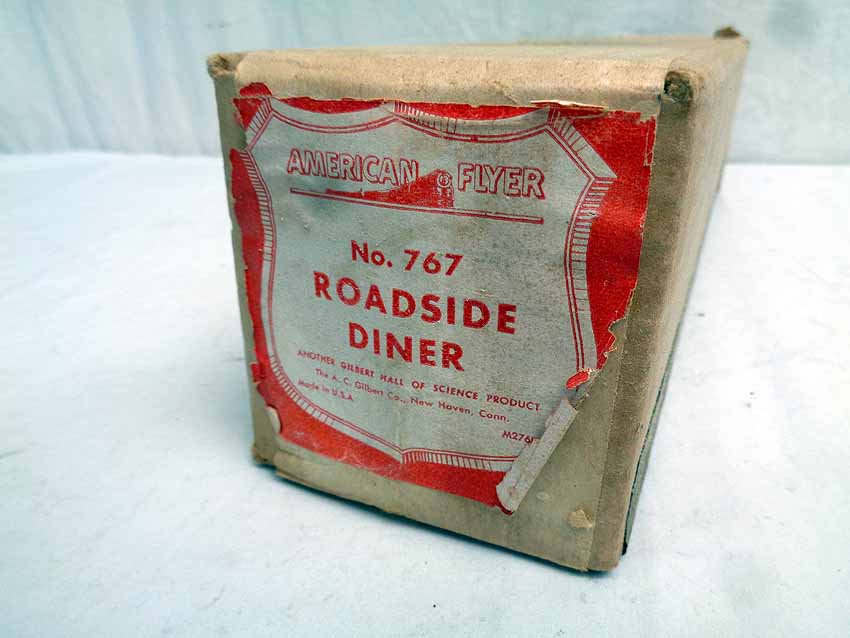 AMERICAN FLYER
No. 767
ROADSIDE
DINER
ANOTHER GILBERT HALL OF SCIENCE PRODUCT
The A. C. Gilbert Co., New Haven, Conn.
Made in U.S.A